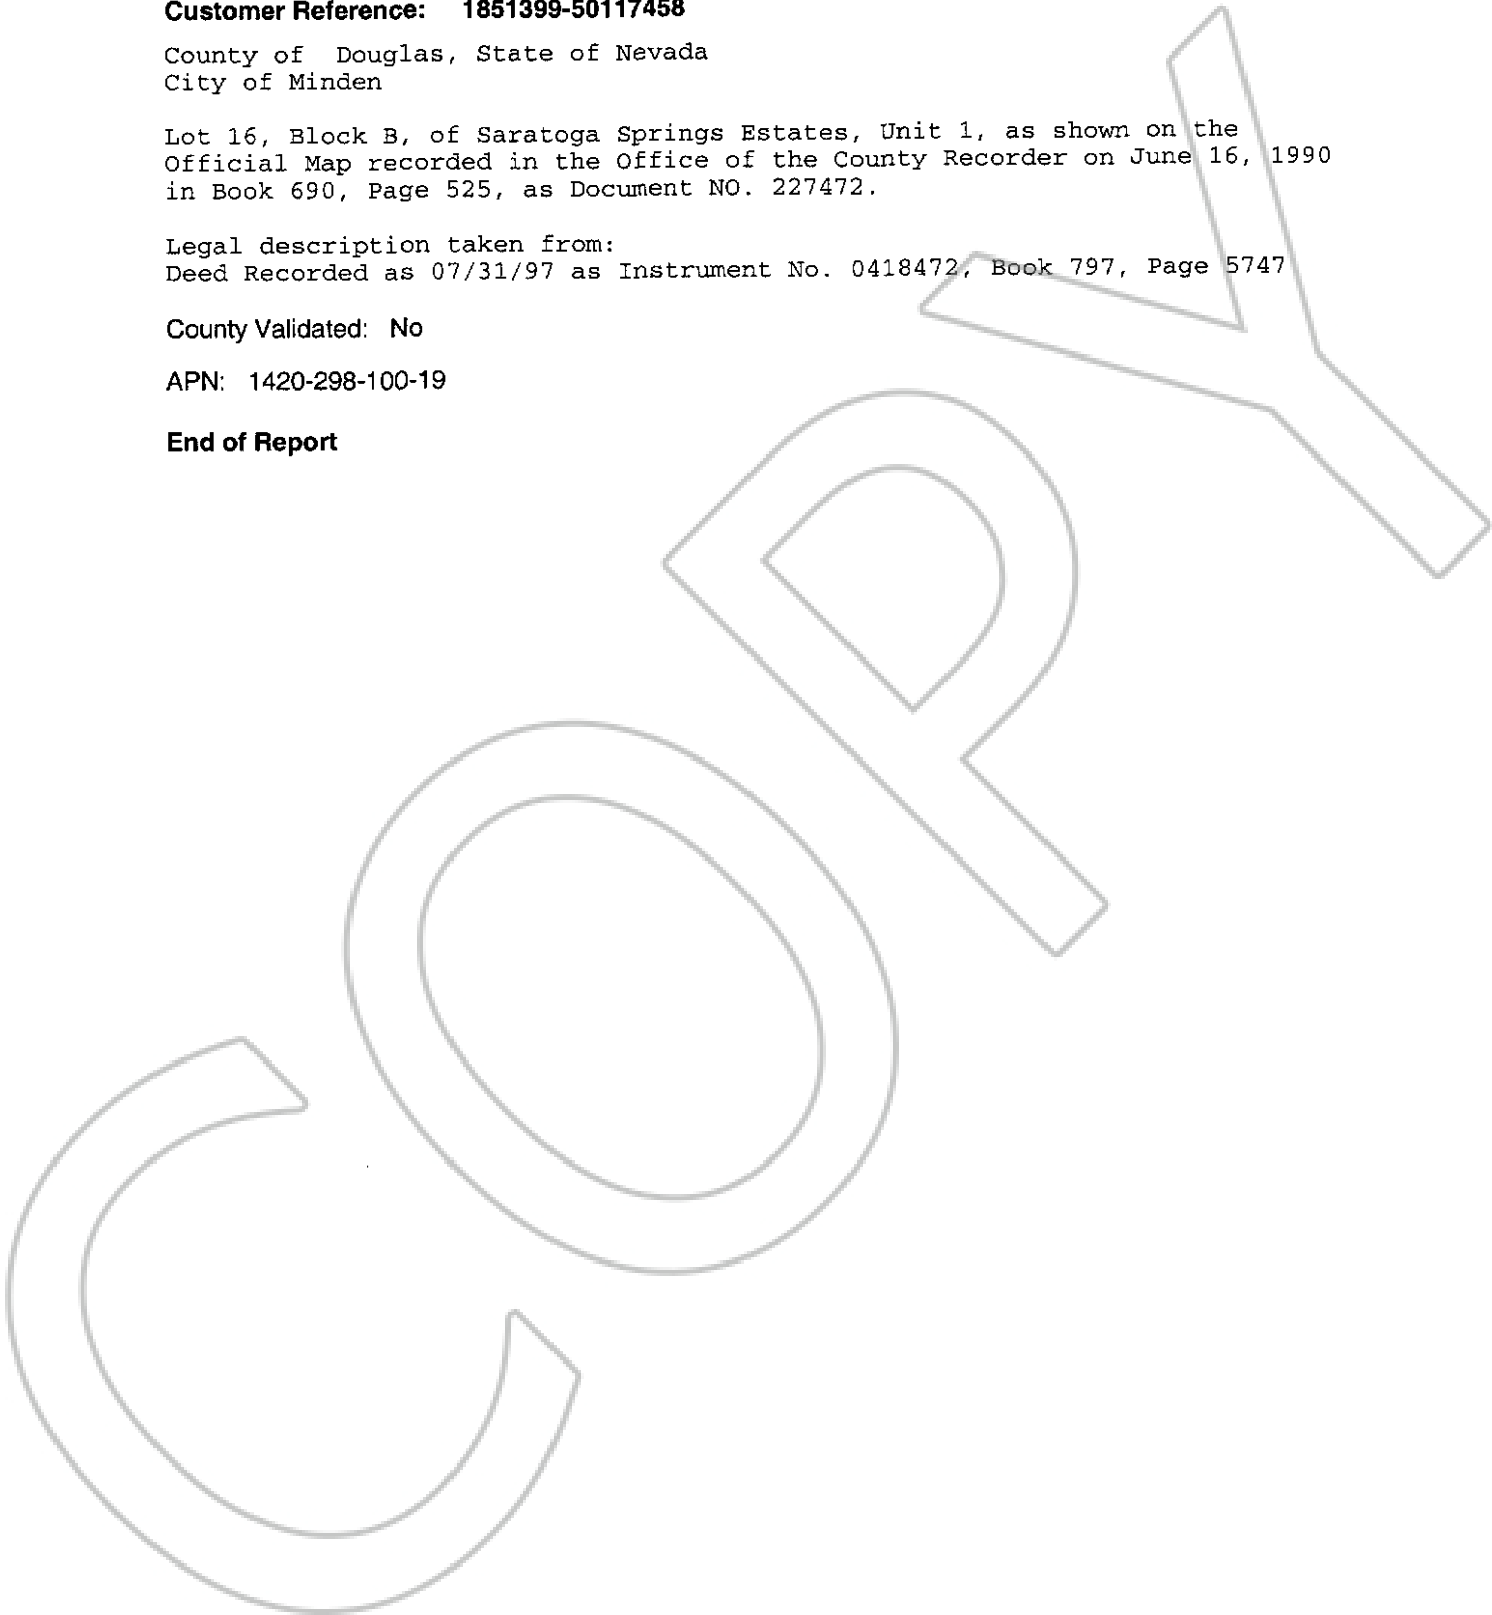 Customer Reference: 1851399-50117458
County of Douglas, State of Nevada
City of Minden
Lot 16, Block B, of Saratoga Springs Estates, Unit 1, as shown on the
Official Map recorded in the Office of the County Recorder on June 16, 1990
in Book 690, Page 525, as Document NO. 227472.
Legal description taken from:
Deed Recorded as 07/31/97 as Instrument No. 0418472, Book 797, Page 5747
County Validated: No
APN: 1420-298-100-19
End of Report
COPY